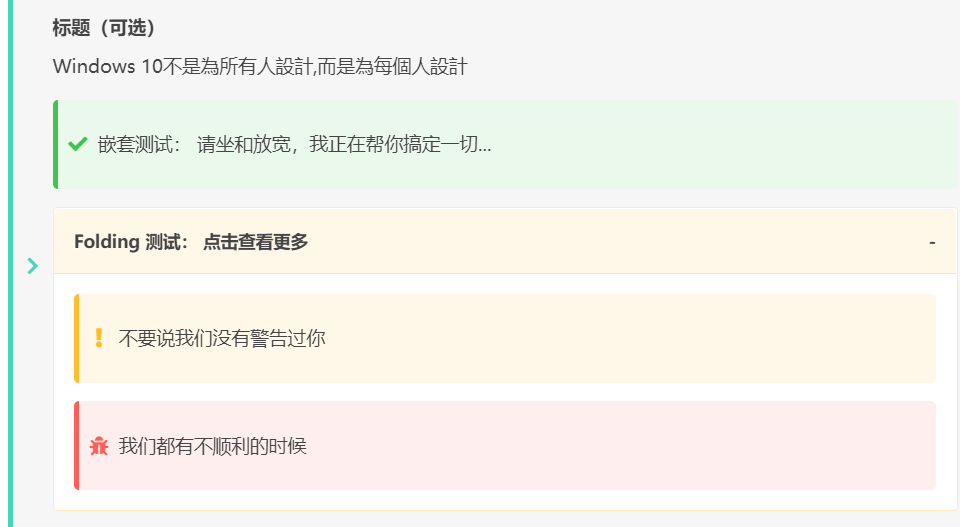 标题（可选）
Windows 10不是為所有人設計,而是為每個人設計
嵌套测试： 请坐和放宽，我正在帮你搞定一切...
Folding 测试： 点击查看更多 -
不要说我们没有警告过你
我们都有不顺利的时候